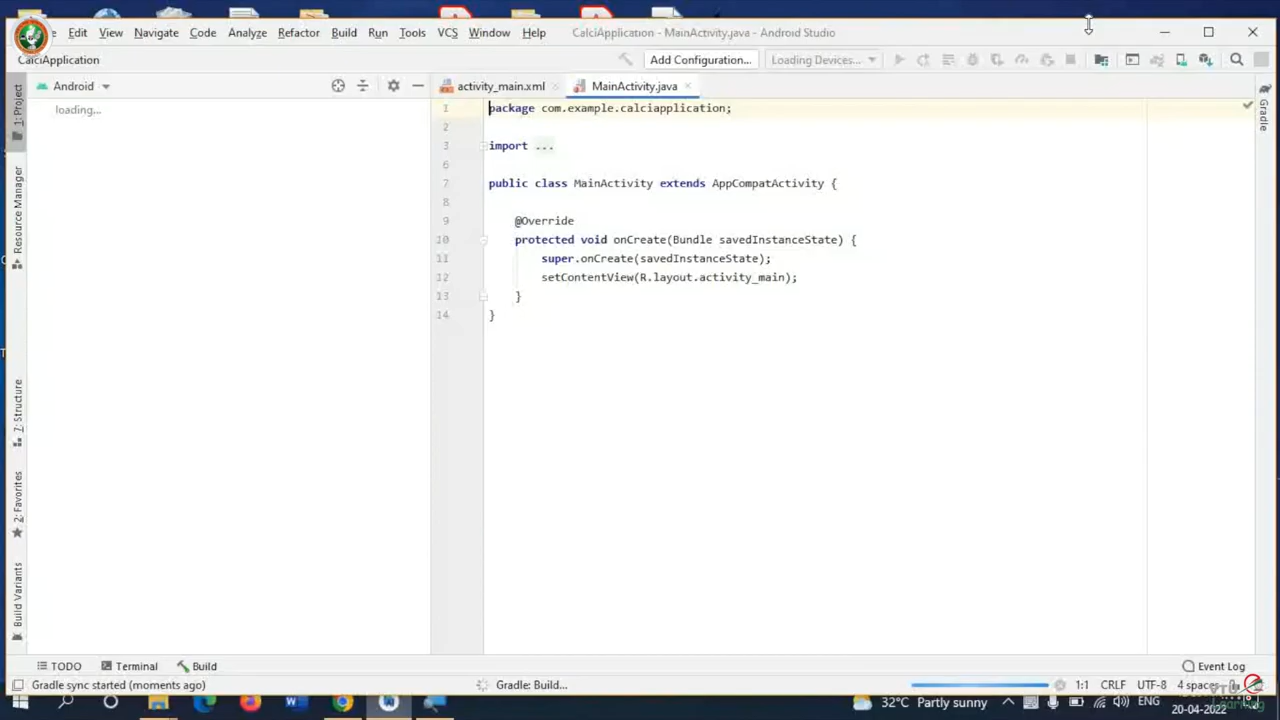 Edit View Navigate Code Analyze Refactor Build Run Tools VCS Window Help CalciApplication - MainActivity.java - Android Studio
CalciApplication Add Configuration... Loading Devices...
1: Project
Android
activity_main.xml MainActivity.java
loading...
1 package com.example.calciapplication;
2
3 import ...
6
7 public class MainActivity extends AppCompatActivity {
8
9 @Override
10 protected void onCreate(Bundle savedInstanceState) {
11 super.onCreate(savedInstanceState);
12 setContentView(R.layout.activity_main);
13 }
14 }
Resource Manager
7: Structure
2: Favorites
Build Variants
Gradle
TODO Terminal Build Event Log
Gradle sync started (moments ago) Gradle: Build... 1:1 CRLF UTF-8 4 spaces
32°C Partly sunny ENG
20-04-2022